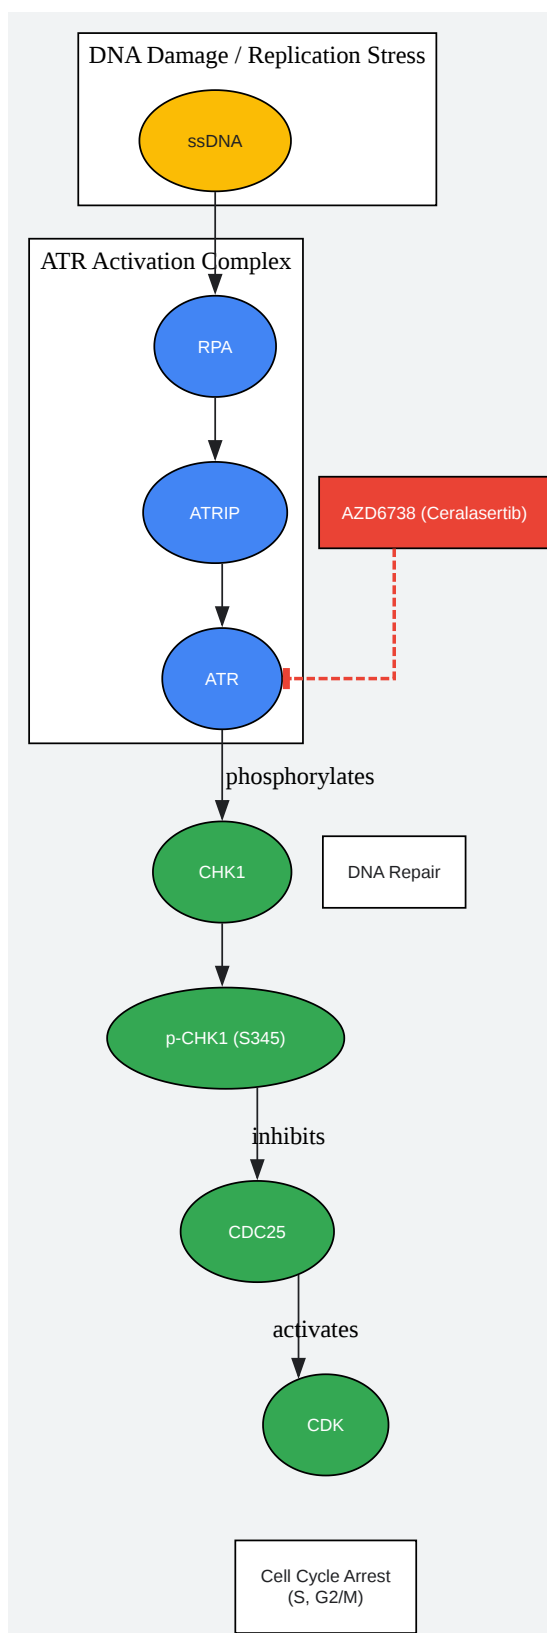 DNA Damage / Replication Stress
ssDNA
ATR Activation Complex
RPA
ATRIP
AZD6738 (Ceralasertib)
ATR
phosphorylates
CHK1
DNA Repair
p-CHK1 (S345)
inhibits
CDC25
activates
CDK
Cell Cycle Arrest
(S, G2/M)